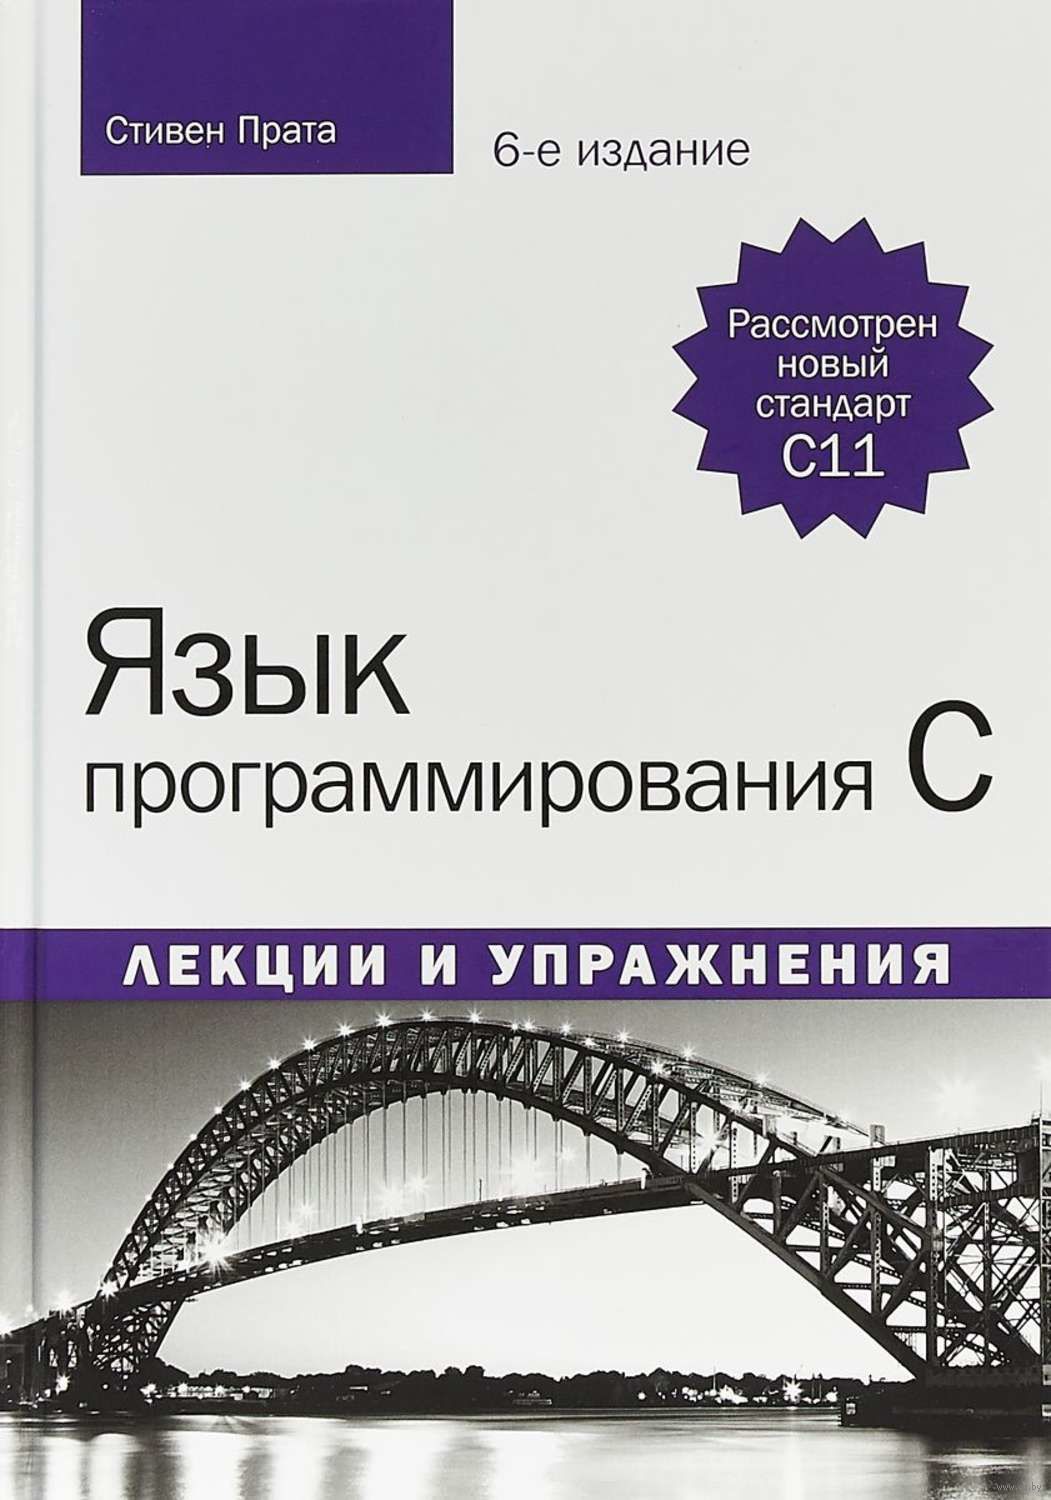 Стивен Прата
6-е издание
Рассмотрен
новый
стандарт
C11
Язык
программирования C
ЛЕКЦИИ И УПРАЖНЕНИЯ